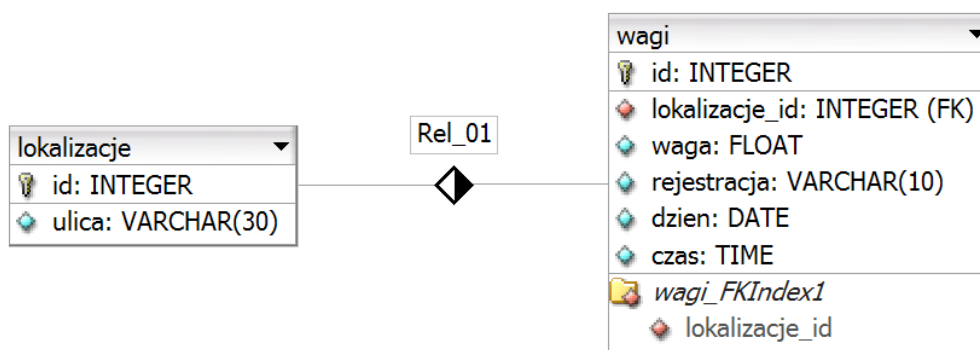 lokalizacje
id: INTEGER
ulica: VARCHAR(30)
Rel_01
wagi
id: INTEGER
lokalizacje_id: INTEGER (FK)
waga: FLOAT
rejestracja: VARCHAR(10)
dzien: DATE
czas: TIME
wagi_FKIndex1
lokalizacje_id